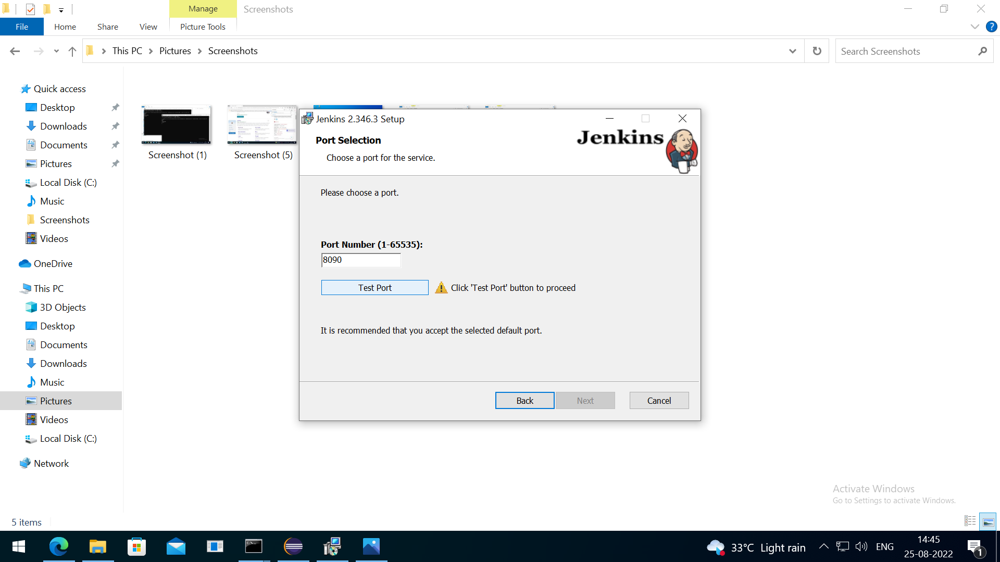 Manage
Screenshots
File
Home
Share
View
Picture Tools
This PC
Pictures
Screenshots
Search Screenshots
Quick access
Desktop
Downloads
Documents
Pictures
Local Disk (C:)
Music
Screenshots
Videos
OneDrive
This PC
3D Objects
Desktop
Documents
Downloads
Music
Pictures
Videos
Local Disk (C:)
Network
Screenshot (1)
Screenshot (5)
Jenkins 2.346.3 Setup
Port Selection
Choose a port for the service.
Jenkins
Please choose a port.
Port Number (1-65535):
8090
Test Port
Click 'Test Port' button to proceed
It is recommended that you accept the selected default port.
Back
Next
Cancel
Activate Windows
Go to Settings to activate Windows.
5 items
33°C Light rain
ENG
14:45
25-08-2022
1